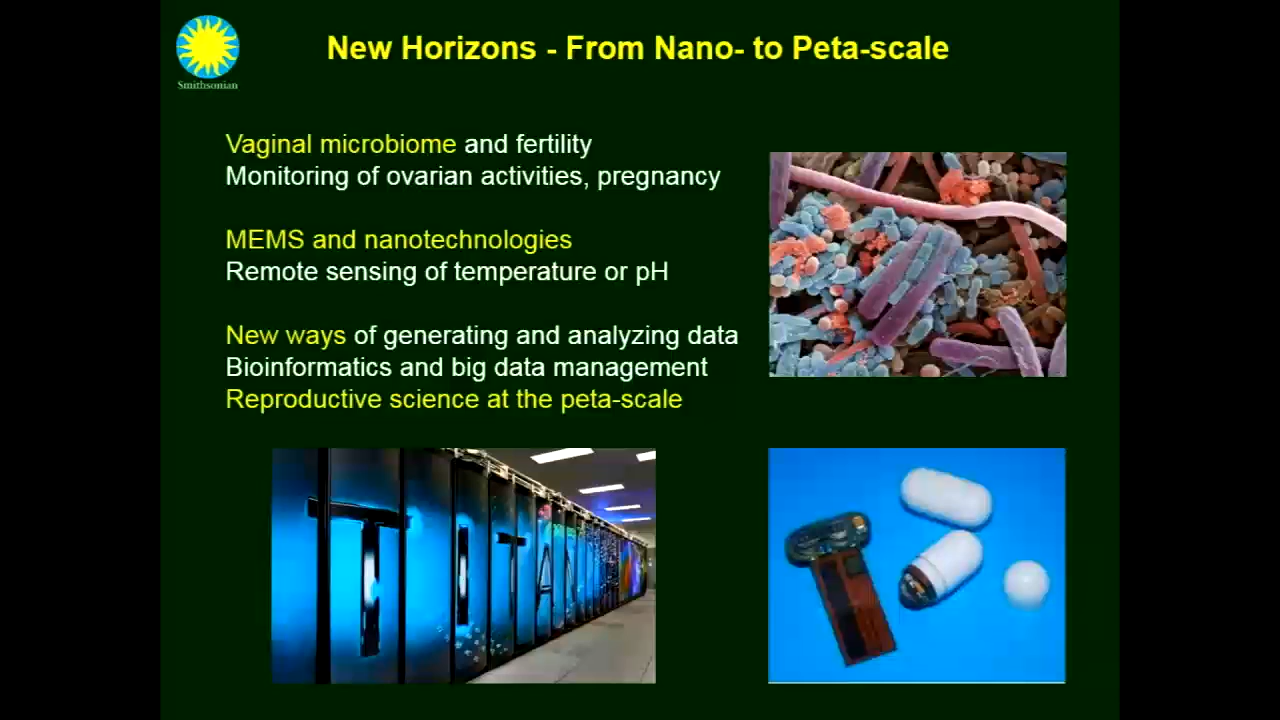 New Horizons - From Nano- to Peta-scale
Smithsonian
Vaginal microbiome and fertility
Monitoring of ovarian activities, pregnancy
MEMS and nanotechnologies
Remote sensing of temperature or pH
New ways of generating and analyzing data
Bioinformatics and big data management
Reproductive science at the peta-scale
TITAN